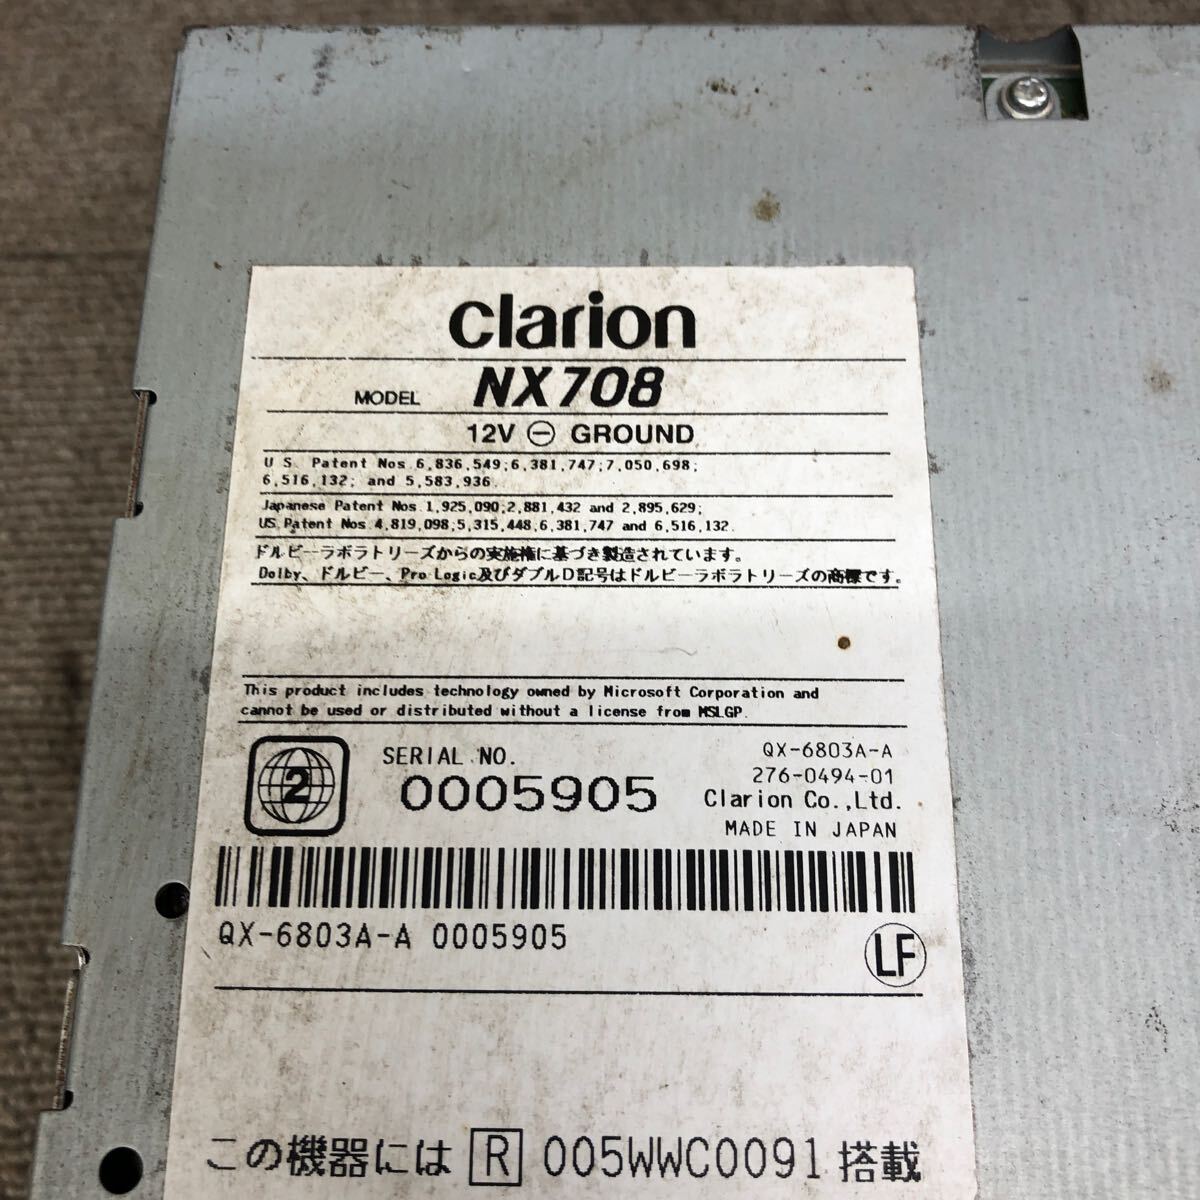 clarion
MODEL NX708
12V ⊖ GROUND
U.S. Patent Nos.6,836,549;6,381,747;7,050,698;
6,516,132; and 5,583,936.
Japanese Patent Nos.1,925,090;2,881,432 and 2,895,629;
US.Patent Nos.4,819,098;5,315,448,6,381,747 and 6,516,132.
ドルビーラボラトリーズからの実施権に基づき製造されています。
Dolby、ドルビー、Pro Logic及びダブルD記号はドルビーラボラトリーズの商標です。
This product includes technology owned by Microsoft Corporation and
cannot be used or distributed without a license from MSLGP.
2
SERIAL NO.
0005905
QX-6803A-A
276-0494-01
Clarion Co.,Ltd.
MADE IN JAPAN
QX-6803A-A 0005905
LF
この機器には R 005WWC0091 搭載